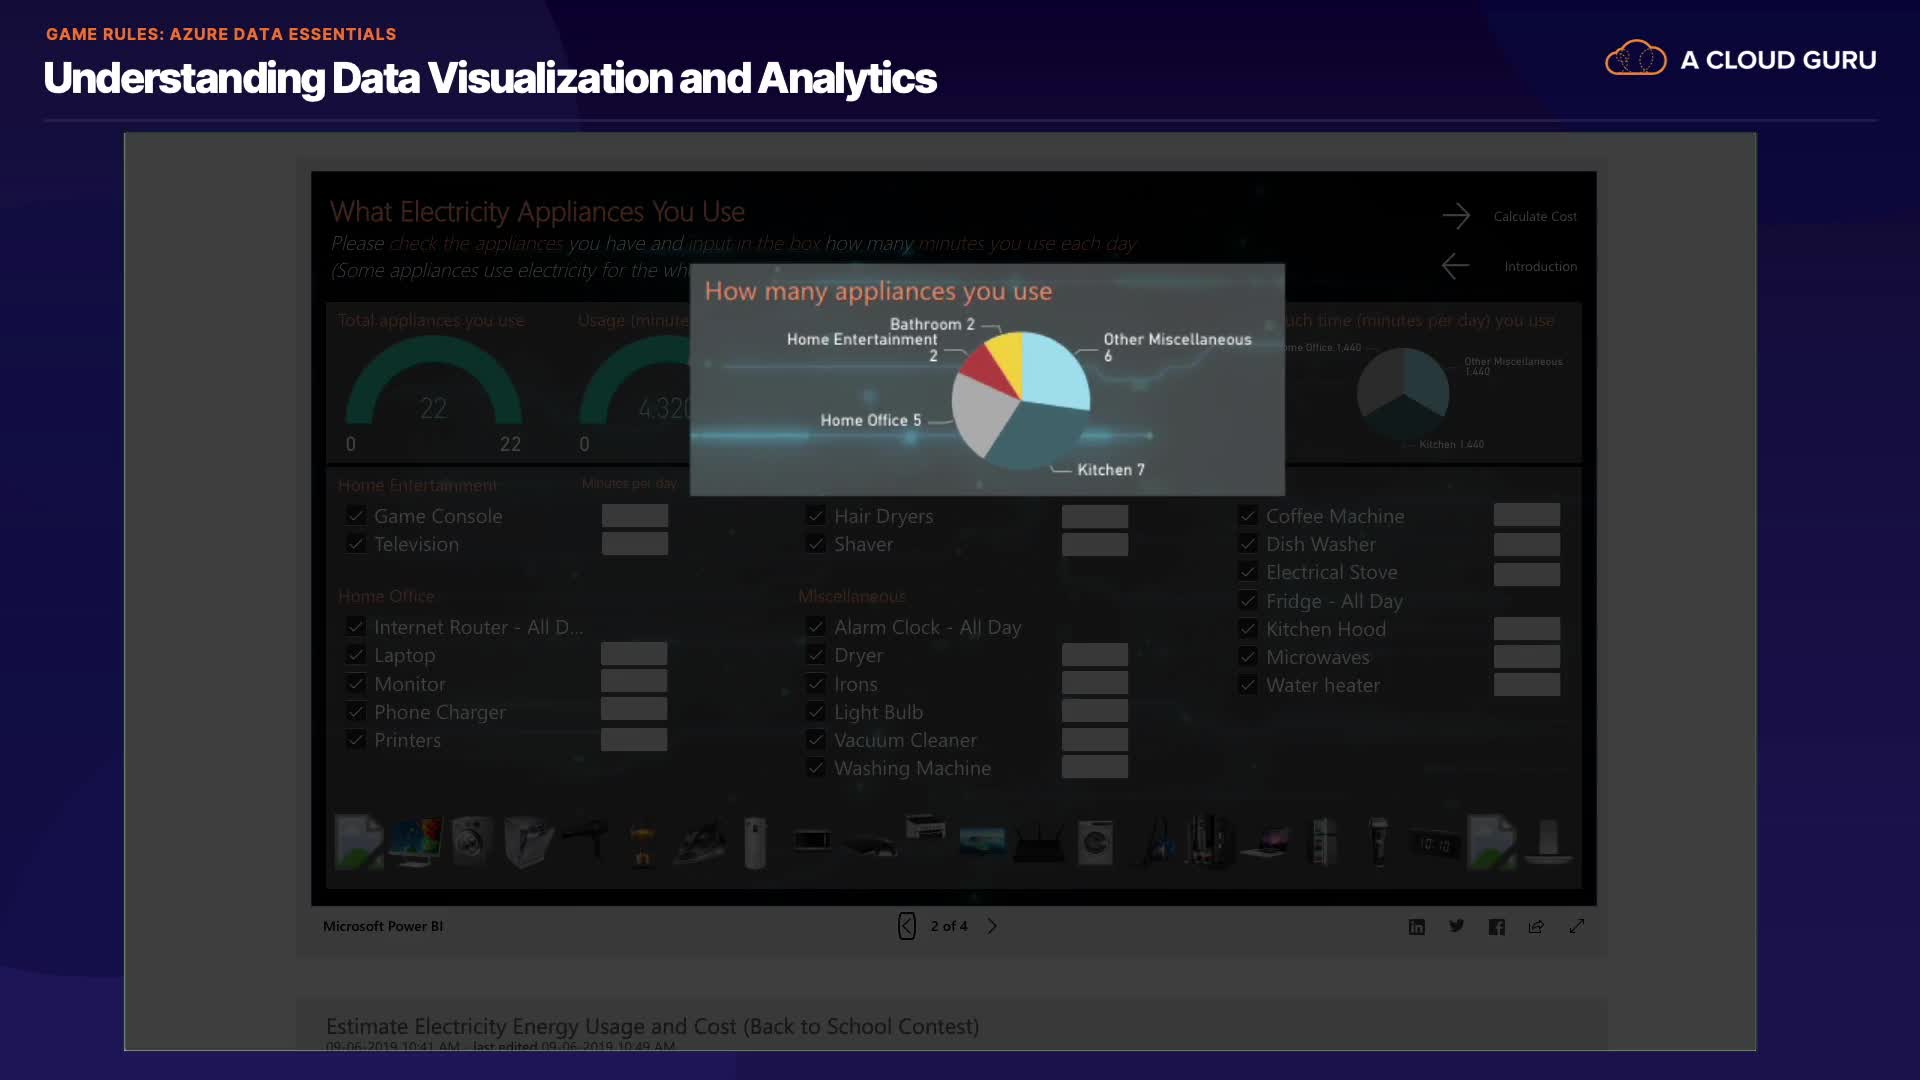 GAME RULES: AZURE DATA ESSENTIALS
Understanding Data Visualization and Analytics
A CLOUD GURU
What Electricity Appliances You Use
Please check the appliances you have and input in the box how many minutes you use each day
(Some appliances use electricity for the
Calculate Cost
Introduction
Total appliances you use
22
0
22
Usage
4,320
0
How many appliances you use
Bathroom 2
Home Entertainment
2
Other Miscellaneous
6
Home Office 5
Kitchen 7
time (minutes per day) you use
Office 1,440
Other Miscellaneous
1,440
Kitchen 1,440
Home Entertainment
Minutes per day
Game Console
Television
Home Office
Internet Router - All D...
Laptop
Monitor
Phone Charger
Printers
Hair Dryers
Shaver
Miscellaneous
Alarm Clock - All Day
Dryer
Irons
Light Bulb
Vacuum Cleaner
Washing Machine
Coffee Machine
Dish Washer
Electrical Stove
Fridge - All Day
Kitchen Hood
Microwaves
Water heater
10:10
Microsoft Power BI
2 of 4
Estimate Electricity Energy Usage and Cost (Back to School Contest)
09-06-2019 10:41 AM - last edited 09-06-2019 10:49 AM